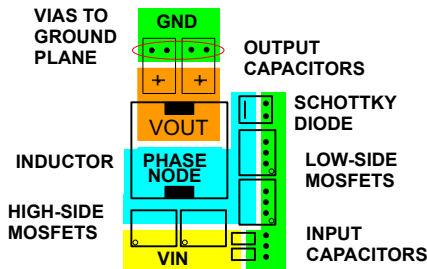 VIAS TO
GROUND
PLANE
GND
OUTPUT
CAPACITORS
+ +
VOUT
SCHOTTKY
DIODE
INDUCTOR
PHASE
NODE
LOW-SIDE
MOSFETS
HIGH-SIDE
MOSFETS
VIN
INPUT
CAPACITORS